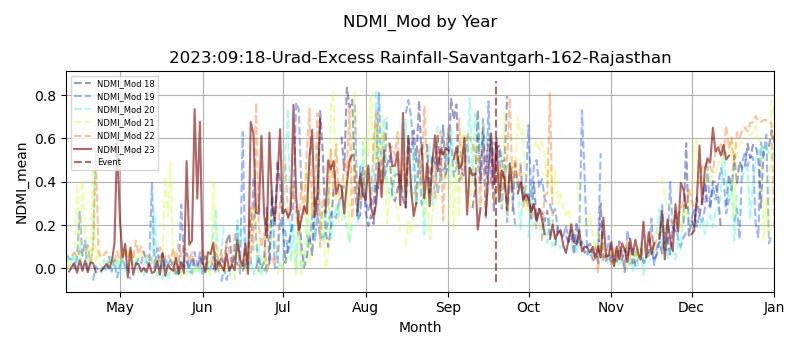 NDMI_Mod by Year
2023:09:18-Urad-Excess Rainfall-Savantgarh-162-Rajasthan
NDMI_mean
0.8
0.6
0.4
0.2
0.0
NDMI_Mod 18
NDMI_Mod 19
NDMI_Mod 20
NDMI_Mod 21
NDMI_Mod 22
NDMI_Mod 23
Event
May Jun Jul Aug Sep Oct Nov Dec Jan
Month